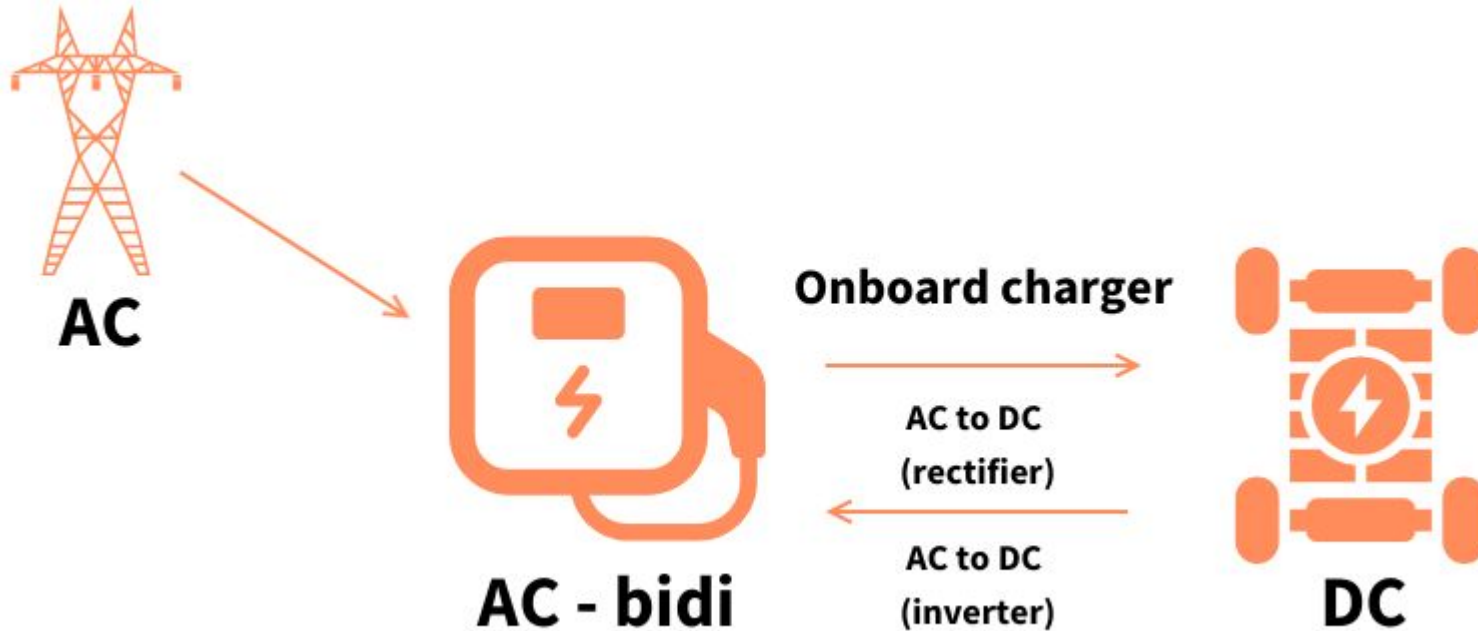 AC
Onboard charger
AC to DC
(rectifier)
AC to DC
(inverter)
AC - bidi
DC